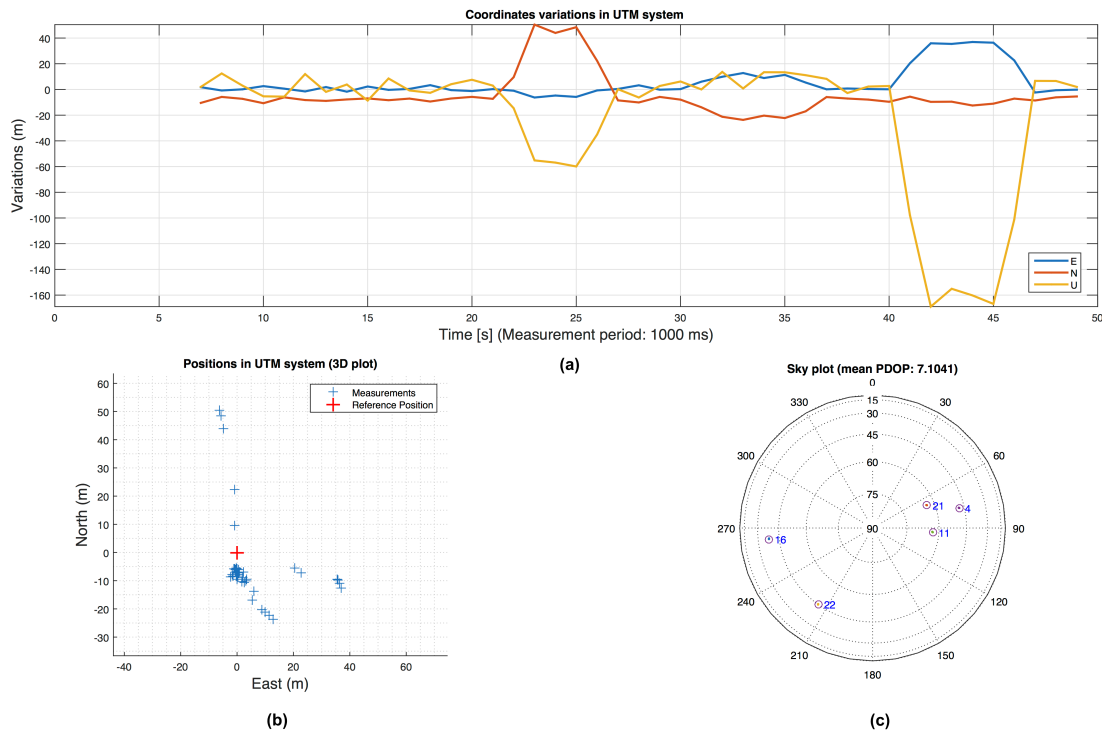 Coordinates variations in UTM system
Variations (m)
40
20
0
-20
-40
-60
-80
-100
-120
-140
-160
E
N
U
0 5 10 15 20 25 30 35 40 45 50
Time [s] (Measurement period: 1000 ms)
(a)
Positions in UTM system (3D plot)
North (m)
60
50
40
30
20
10
0
-10
-20
-30
Measurements
Reference Position
-40 -20 0 20 40 60
East (m)
(b)
Sky plot (mean PDOP: 7.1041)
0
330 15 30
30
300 45 60
60
75
21 4
270 90 11 90
16
22
240 120
210 150
180
(c)